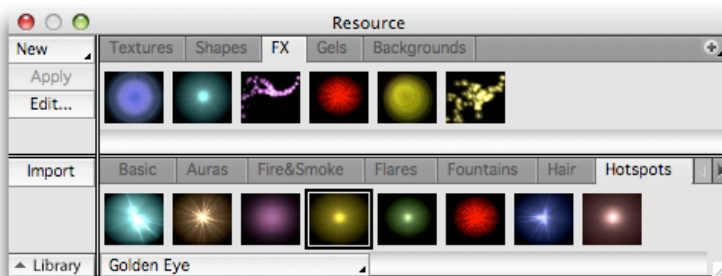 Resource
New Textures Shapes FX Gels Backgrounds
Apply
Edit...
Import Basic Auras Fire&Smoke Flares Fountains Hair Hotspots
Library Golden Eye